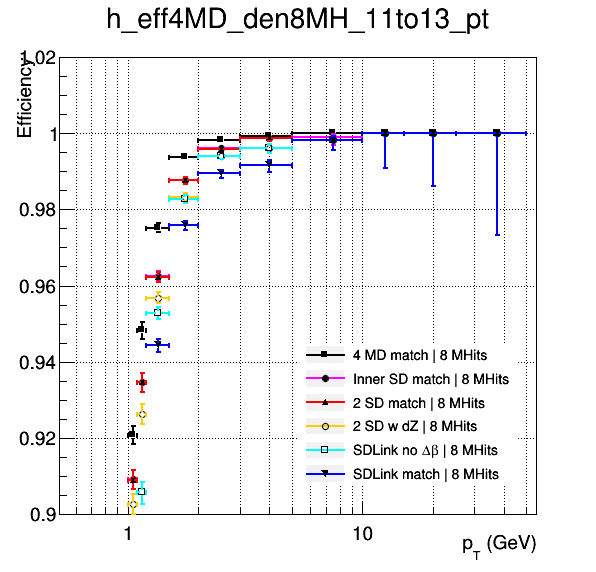 h_eff4MD_den8MH_11to13_pt
Efficiency
1.02
1
0.98
0.96
0.94
0.92
0.9
4 MD match | 8 MHits
Inner SD match | 8 MHits
2 SD match | 8 MHits
2 SD w dZ | 8 MHits
SDLink no Δβ | 8 MHits
SDLink match | 8 MHits
1
10
p_T (GeV)